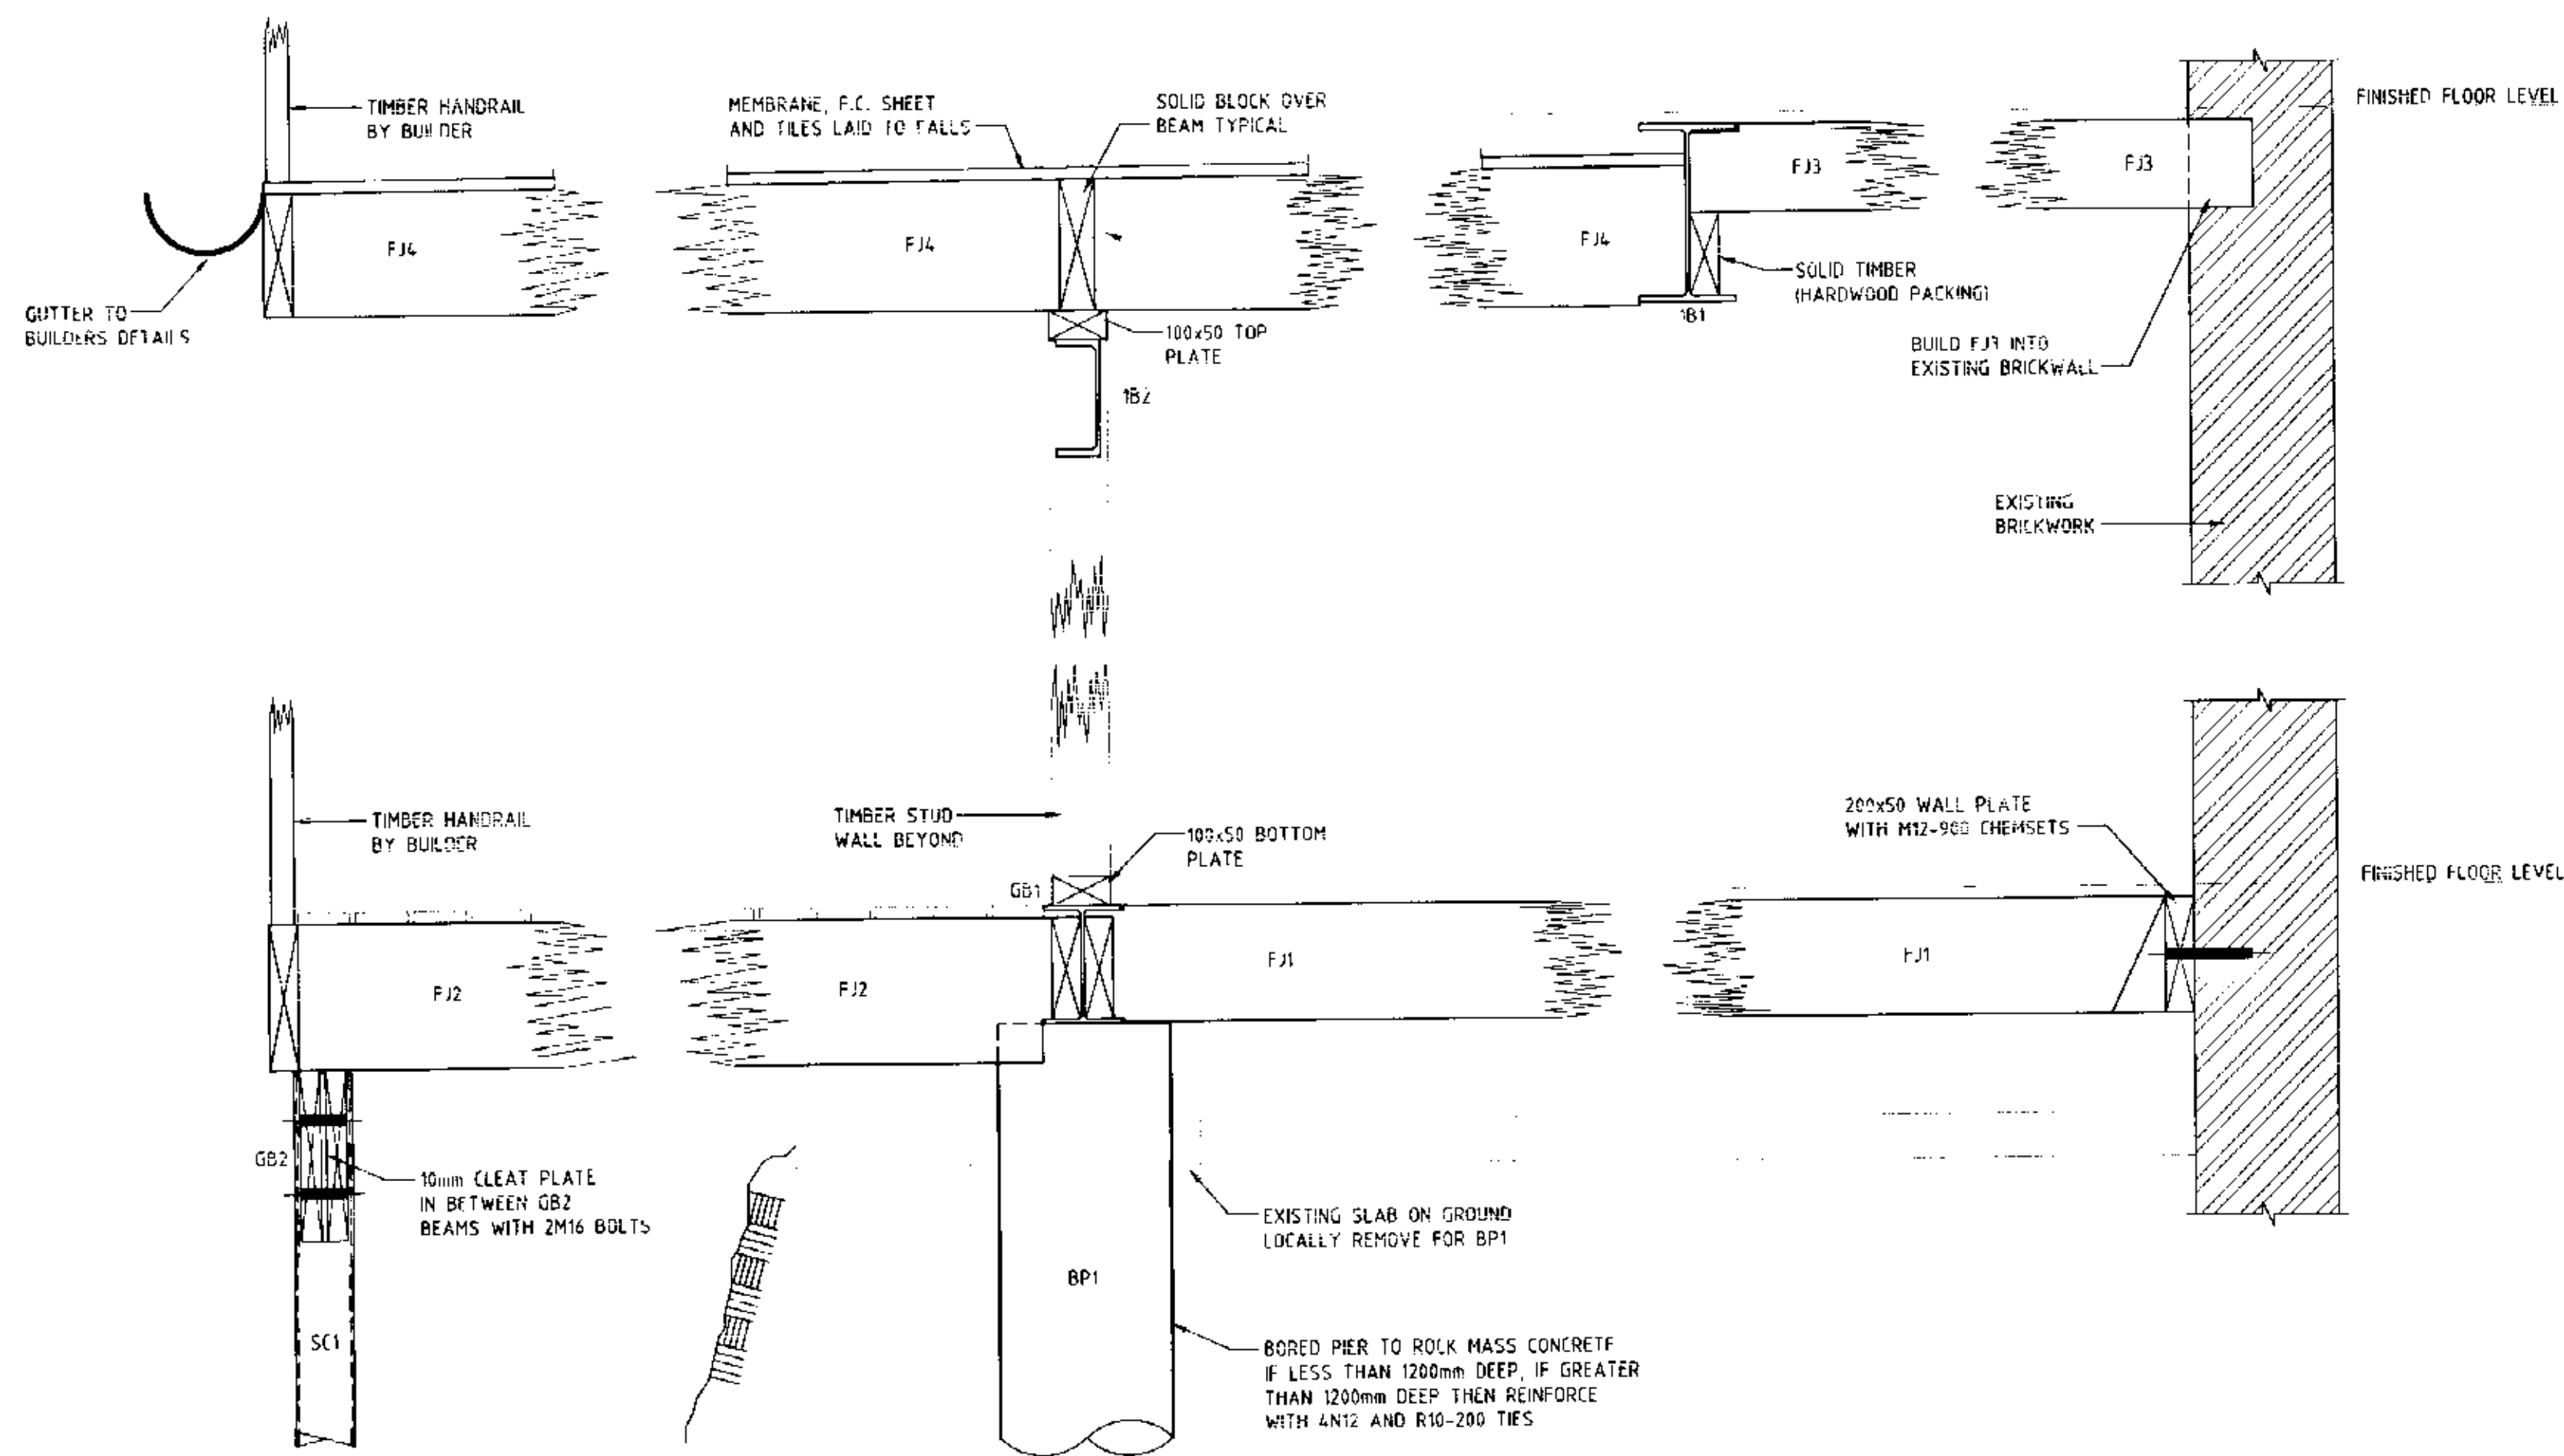 TIMBER HANDRAIL
BY BUILDER
MEMBRANE, F.C. SHEET
AND TILES LAID TO FALLS
SOLID BLOCK OVER
BEAM TYPICAL
FINISHED FLOOR LEVEL
FJ4
FJ4
FJ4
FJ3
FJ3
GUTTER TO
BUILDERS DETAILS
100x50 TOP
PLATE
1B2
SOLID TIMBER
(HARDWOOD PACKING)
1B1
BUILD FJ3 INTO
EXISTING BRICKWALL
EXISTING
BRICKWORK
TIMBER HANDRAIL
BY BUILDER
TIMBER STUD
WALL BEYOND
100x50 BOTTOM
PLATE
GB1
200x50 WALL PLATE
WITH M12-900 CHEMSETS
FINISHED FLOOR LEVEL
FJ2
FJ2
FJ1
FJ1
GB2
10mm CLEAT PLATE
IN BETWEEN GB2
BEAMS WITH 2M16 BOLTS
SC1
BP1
EXISTING SLAB ON GROUND
LOCALLY REMOVE FOR BP1
BORED PIER TO ROCK MASS CONCRETE
IF LESS THAN 1200mm DEEP, IF GREATER
THAN 1200mm DEEP THEN REINFORCE
WITH 4N12 AND R10-200 TIES